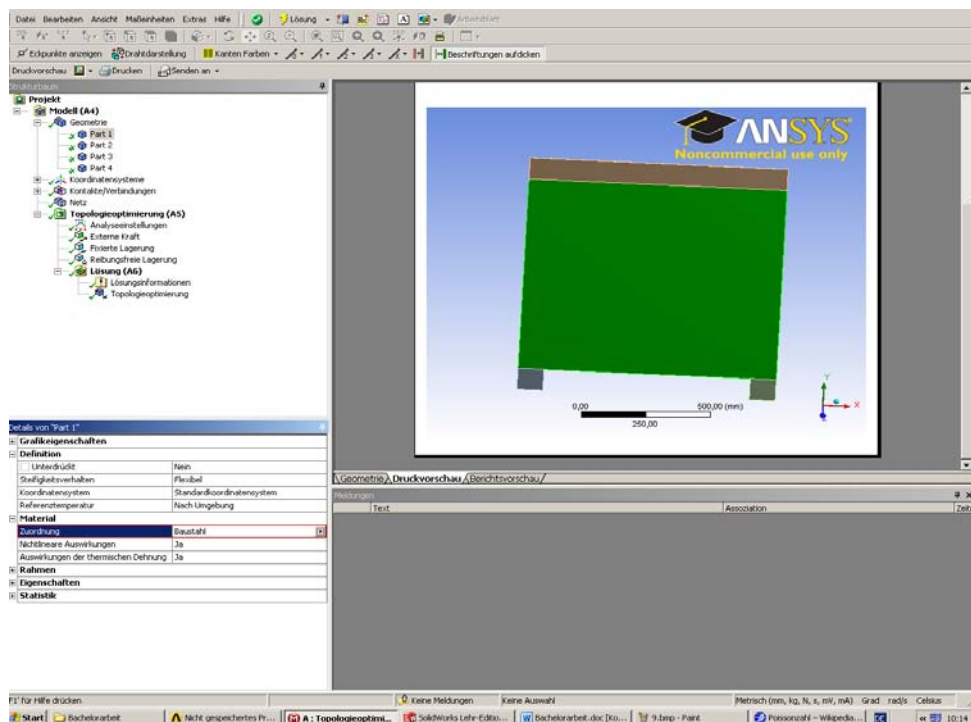 Datei Bearbeiten Ansicht Maßeinheiten Extras Hilfe Lösung A Arbeitsblatt
Eckpunkte anzeigen Drahtdarstellung Kanten Farben Beschriftungen aufdicken
Druckvorschau Drucken Senden an
Strukturbaum
Projekt
Modell (A4)
Geometrie
Part 1
Part 2
Part 3
Part 4
Koordinatensysteme
Kontakte/Verbindungen
Netz
Topologieoptimierung (A5)
Analyseeinstellungen
Externe Kraft
Fixierte Lagerung
Reibungsfreie Lagerung
Lösung (A6)
Lösungsinformationen
Topologieoptimierung
ANSYS
Noncommercial use only
0,00 500,00 (mm)
250,00
Y
X
Geometrie Druckvorschau Berichtsvorschau
Details von "Part 1"
Grafikeigenschaften
Definition
Unterdrückt Nein
Steifigkeitsverhalten Flexibel
Koordinatensystem Standardkoordinatensystem
Referenztemperatur Nach Umgebung
Material
Zuordnung Baustahl
Nichtlineare Auswirkungen Ja
Auswirkungen der thermischen Dehnung Ja
Rahmen
Eigenschaften
Statistik
Meldungen
Text Assoziation Zeit
F1' für Hilfe drücken Keine Meldungen Keine Auswahl Metrisch (mm, kg, N, s, mV, mA) Grad rad/s Celsius
Start Bachelorarbeit Nicht gespeichertes Pr... A : Topologieoptimi... SolidWorks Lehr-Editio... Bachelorarbeit.doc [Ko... 9.bmp - Paint Poissonzahl – Wikipedia... DE